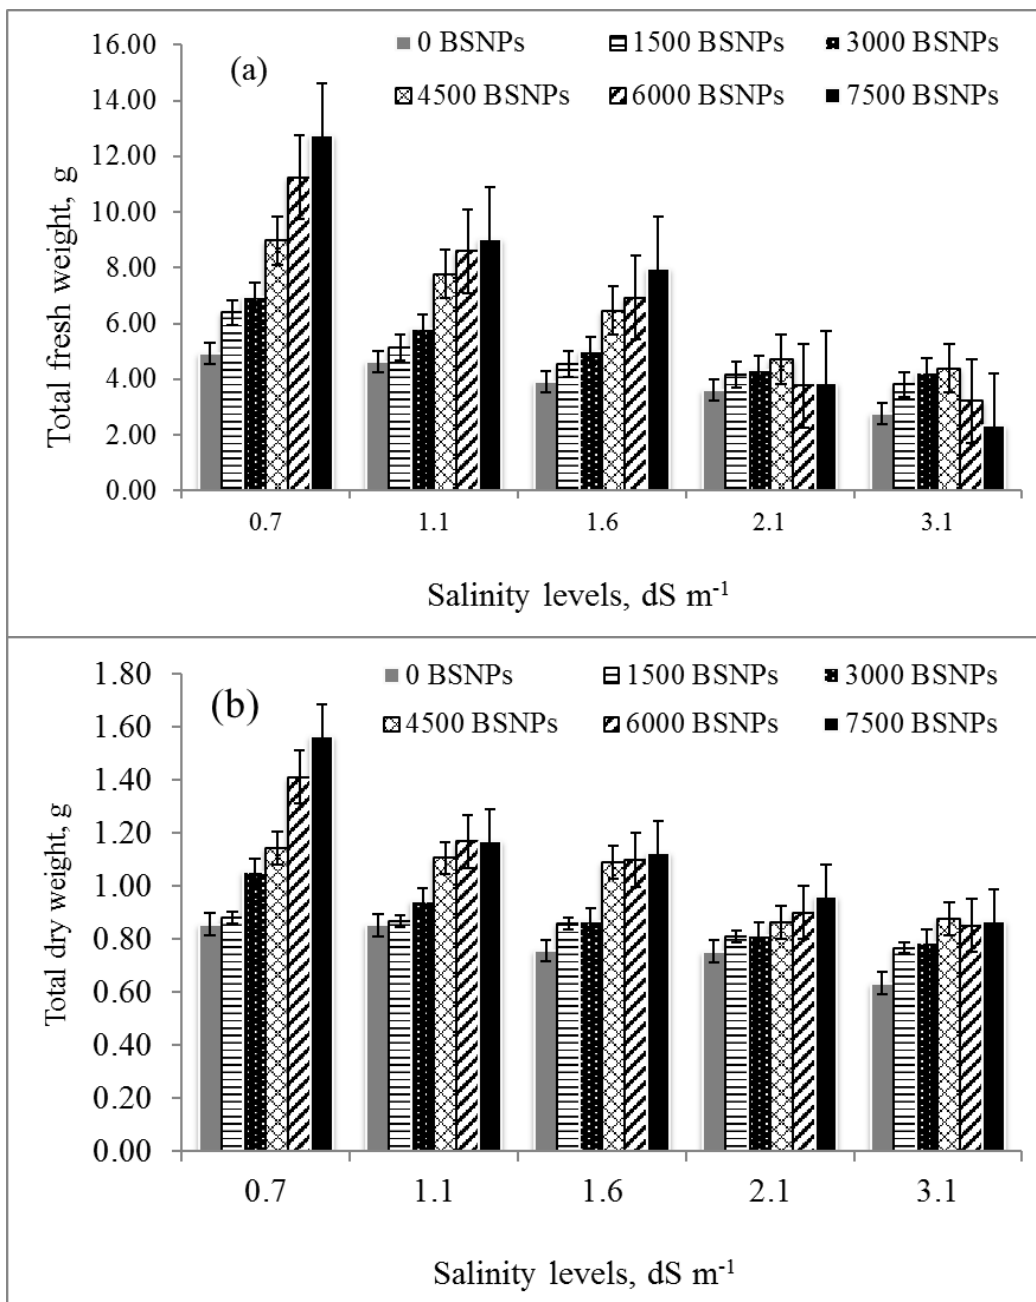 16.00
14.00
12.00
10.00
8.00
6.00
4.00
2.00
0.00
Total fresh weight, g
(a)
0 BSNPs 1500 BSNPs 3000 BSNPs
4500 BSNPs 6000 BSNPs 7500 BSNPs
0.7 1.1 1.6 2.1 3.1
Salinity levels, dS m⁻¹
1.80
1.60
1.40
1.20
1.00
0.80
0.60
0.40
0.20
0.00
Total dry weight, g
(b)
0 BSNPs 1500 BSNPs 3000 BSNPs
4500 BSNPs 6000 BSNPs 7500 BSNPs
0.7 1.1 1.6 2.1 3.1
Salinity levels, dS m⁻¹